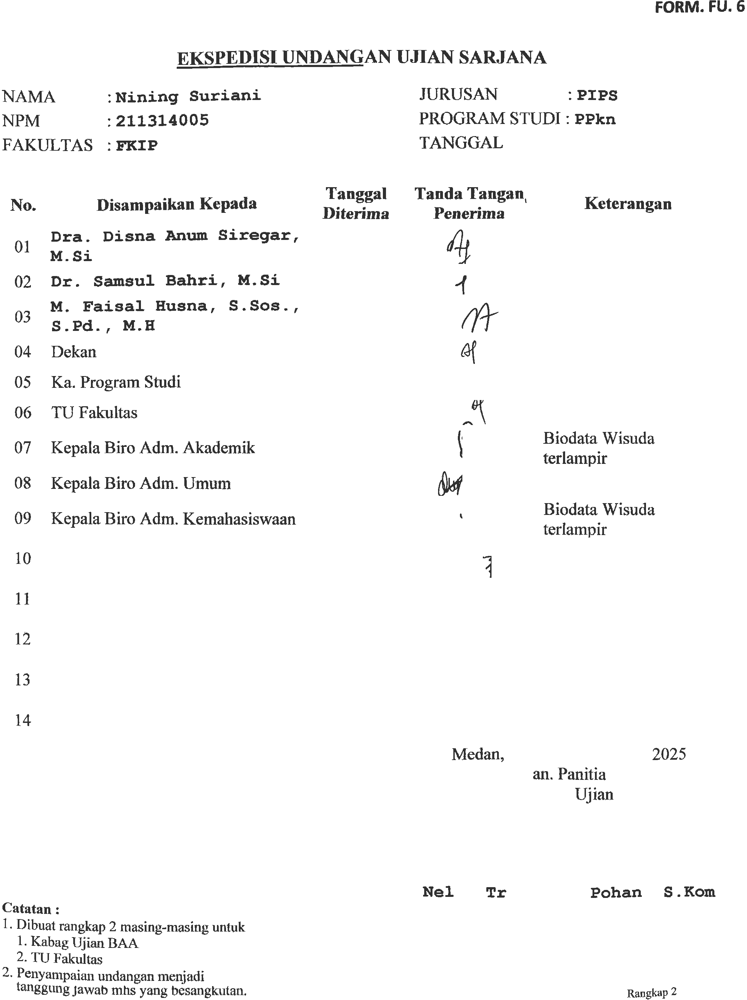 FORM. FU. 6
EKSPEDISI UNDANGAN UJIAN SARJANA
NAMA : Nining Suriani
JURUSAN : PIPS
NPM : 211314005
PROGRAM STUDI : PPkn
FAKULTAS : FKIP
TANGGAL
No. Disampaikan Kepada Tanggal Diterima Tanda Tangan Penerima Keterangan
01 Dra. Disna Anum Siregar,
M.Si
02 Dr. Samsul Bahri, M.Si
03 M. Faisal Husna, S.Sos.,
S.Pd., M.H
04 Dekan
05 Ka. Program Studi
06 TU Fakultas
07 Kepala Biro Adm. Akademik Biodata Wisuda
terlampir
08 Kepala Biro Adm. Umum
09 Kepala Biro Adm. Kemahasiswaan Biodata Wisuda
terlampir
10
11
12
13
14
Medan, 2025
an. Panitia
Ujian
Nel Tr Pohan S.Kom
Catatan :
1. Dibuat rangkap 2 masing-masing untuk
1. Kabag Ujian BAA
2. TU Fakultas
2. Penyampaian undangan menjadi
tanggung jawab mhs yang besangkutan.
Rangkap 2